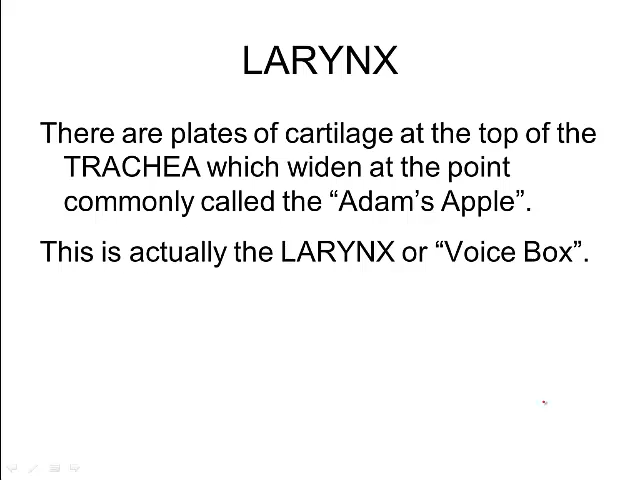 LARYNX
There are plates of cartilage at the top of the
TRACHEA which widen at the point
commonly called the “Adam’s Apple”.
This is actually the LARYNX or “Voice Box”.